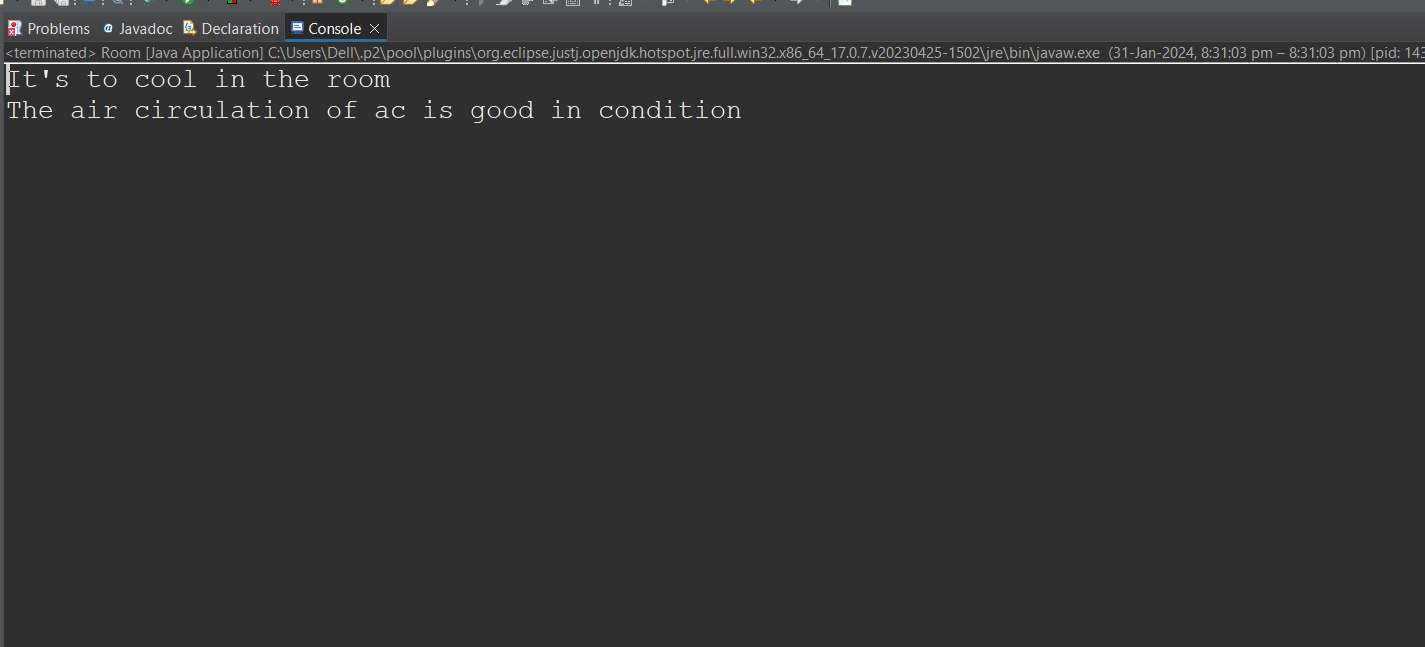 Problems Javadoc Declaration Console
<terminated> Room [Java Application] C:\Users\Dell\.p2\pool\plugins\org.eclipse.justj.openjdk.hotspot.jre.full.win32.x86_64_17.0.7.v20230425-1502\jre\bin\javaw.exe (31-Jan-2024, 8:31:03 pm – 8:31:03 pm) [pid: 143
It's to cool in the room
The air circulation of ac is good in condition